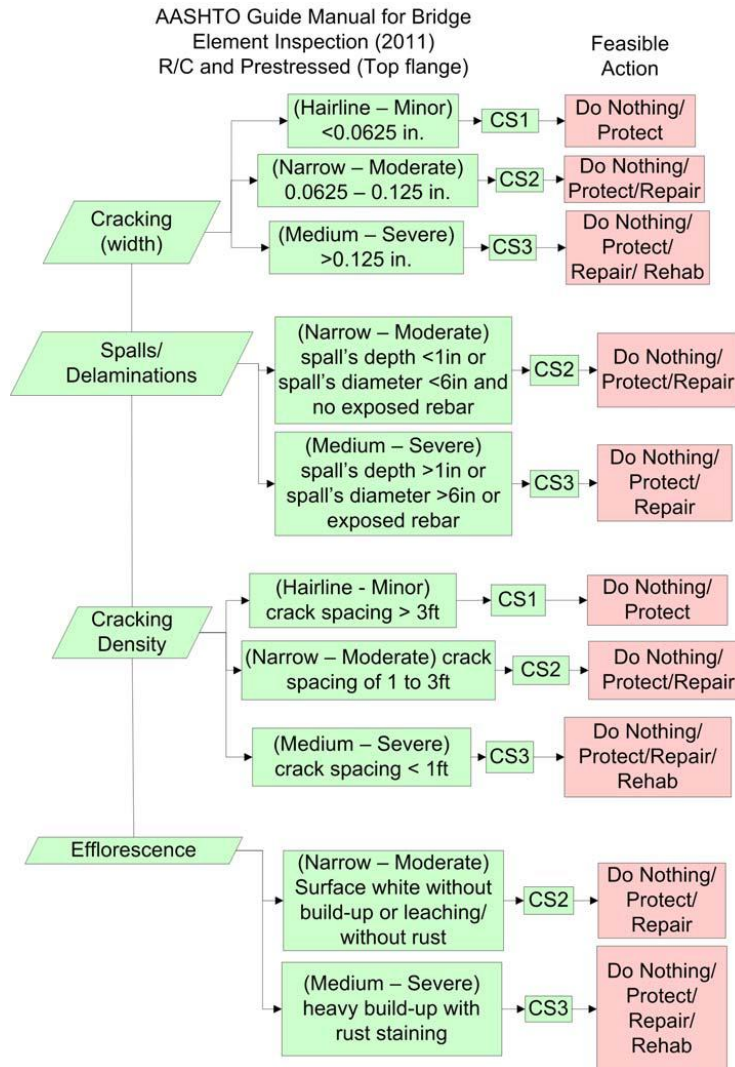 AASHTO Guide Manual for Bridge
Element Inspection (2011)
R/C and Prestressed (Top flange)
Feasible
Action
Cracking
(width)
(Hairline – Minor)
<0.0625 in.
CS1
Do Nothing/
Protect
(Narrow – Moderate)
0.0625 – 0.125 in.
CS2
Do Nothing/
Protect/Repair
(Medium – Severe)
>0.125 in.
CS3
Do Nothing/
Protect/
Repair/ Rehab
Spalls/
Delaminations
(Narrow – Moderate)
spall's depth <1in or
spall's diameter <6in and
no exposed rebar
CS2
Do Nothing/
Protect/Repair
(Medium – Severe)
spall's depth >1in or
spall's diameter >6in or
exposed rebar
CS3
Do Nothing/
Protect/
Repair
Cracking
Density
(Hairline - Minor)
crack spacing > 3ft
CS1
Do Nothing/
Protect
(Narrow – Moderate) crack
spacing of 1 to 3ft
CS2
Do Nothing/
Protect/Repair
(Medium – Severe)
crack spacing < 1ft
CS3
Do Nothing/
Protect/Repair/
Rehab
Efflorescence
(Narrow – Moderate)
Surface white without
build-up or leaching/
without rust
CS2
Do Nothing/
Protect/
Repair
(Medium – Severe)
heavy build-up with
rust staining
CS3
Do Nothing/
Protect/
Repair/
Rehab